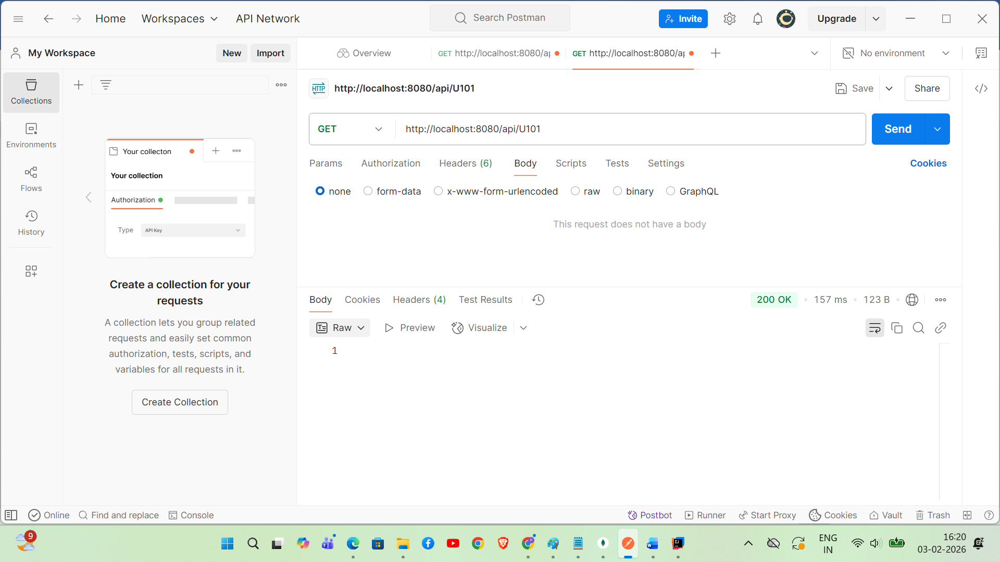 Home Workspaces API Network Search Postman Invite Upgrade
My Workspace New Import Overview GET http://localhost:8080/ap GET http://localhost:8080/ap No environment
Collections
Environments
Flows
History
Your collecton
Your collection
Authorization
Type API Key
Create a collection for your
requests
A collection lets you group related
requests and easily set common
authorization, tests, scripts, and
variables for all requests in it.
Create Collection
HTTP http://localhost:8080/api/U101 Save Share
GET http://localhost:8080/api/U101 Send
Params Authorization Headers (6) Body Scripts Tests Settings Cookies
none form-data x-www-form-urlencoded raw binary GraphQL
This request does not have a body
Body Cookies Headers (4) Test Results 200 OK 157 ms 123 B
Raw Preview Visualize
1
Online Find and replace Console Postbot Runner Start Proxy Cookies Vault Trash
9
ENG
IN
16:20
03-02-2026